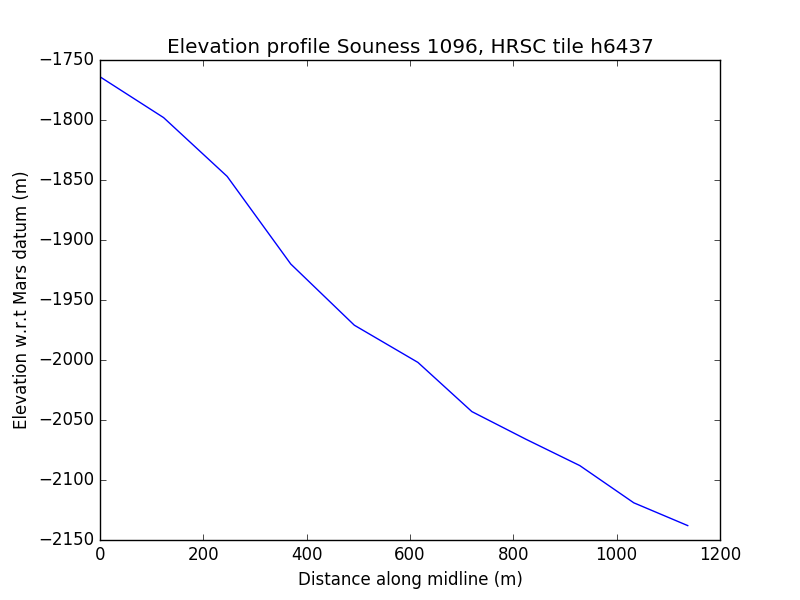 Elevation profile Souness 1096, HRSC tile h6437
−1750
−1800
−1850
−1900
−1950
−2000
−2050
−2100
−2150
Elevation w.r.t Mars datum (m)
0 200 400 600 800 1000 1200
Distance along midline (m)